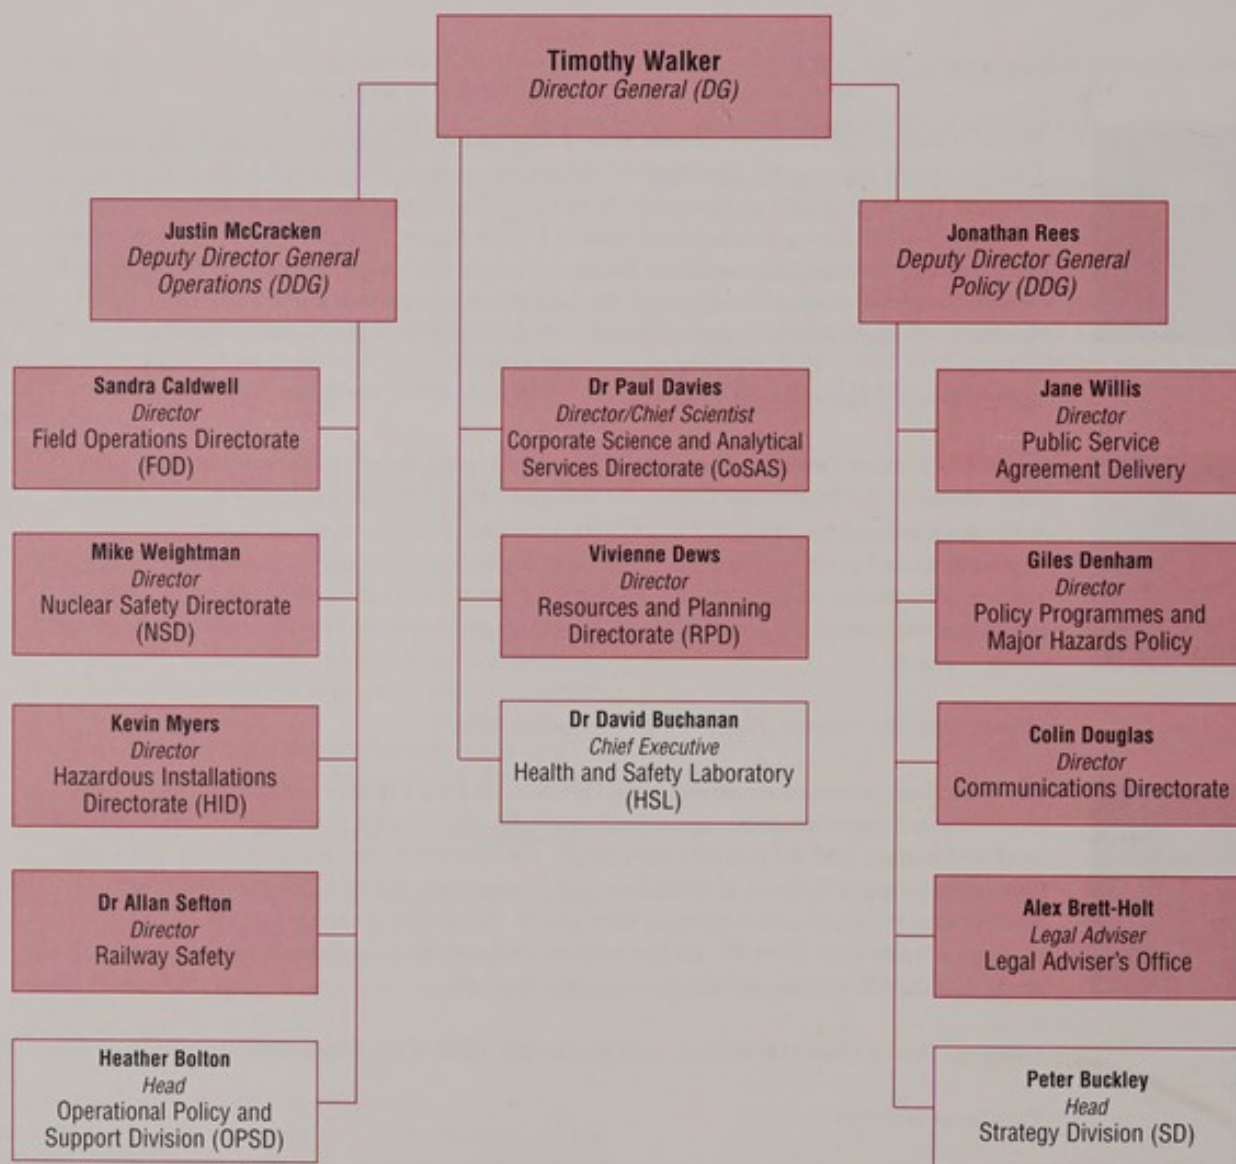 Timothy Walker
Director General (DG)
Justin McCracken
Deputy Director General
Operations (DDG)
Jonathan Rees
Deputy Director General
Policy (DDG)
Sandra Caldwell
Director
Field Operations Directorate
(FOD)
Mike Weightman
Director
Nuclear Safety Directorate
(NSD)
Kevin Myers
Director
Hazardous Installations
Directorate (HID)
Dr Allan Sefton
Director
Railway Safety
Heather Bolton
Head
Operational Policy and
Support Division (OPSD)
Dr Paul Davies
Director/Chief Scientist
Corporate Science and Analytical
Services Directorate (CoSAS)
Vivienne Dews
Director
Resources and Planning
Directorate (RPD)
Dr David Buchanan
Chief Executive
Health and Safety Laboratory
(HSL)
Jane Willis
Director
Public Service
Agreement Delivery
Giles Denham
Director
Policy Programmes and
Major Hazards Policy
Colin Douglas
Director
Communications Directorate
Alex Brett-Holt
Legal Adviser
Legal Adviser's Office
Peter Buckley
Head
Strategy Division (SD)